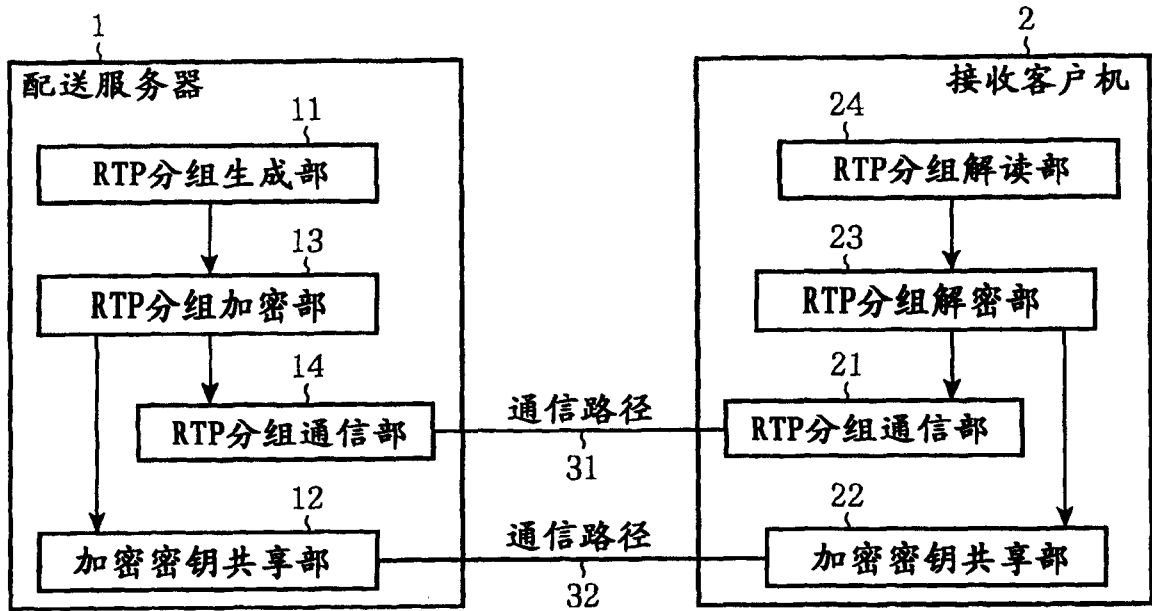 1
配送服务器
11
RTP分组生成部
13
RTP分组加密部
14
RTP分组通信部
12
加密密钥共享部
通信路径
31
通信路径
32
2
接收客户机
24
RTP分组解读部
23
RTP分组解密部
21
RTP分组通信部
22
加密密钥共享部